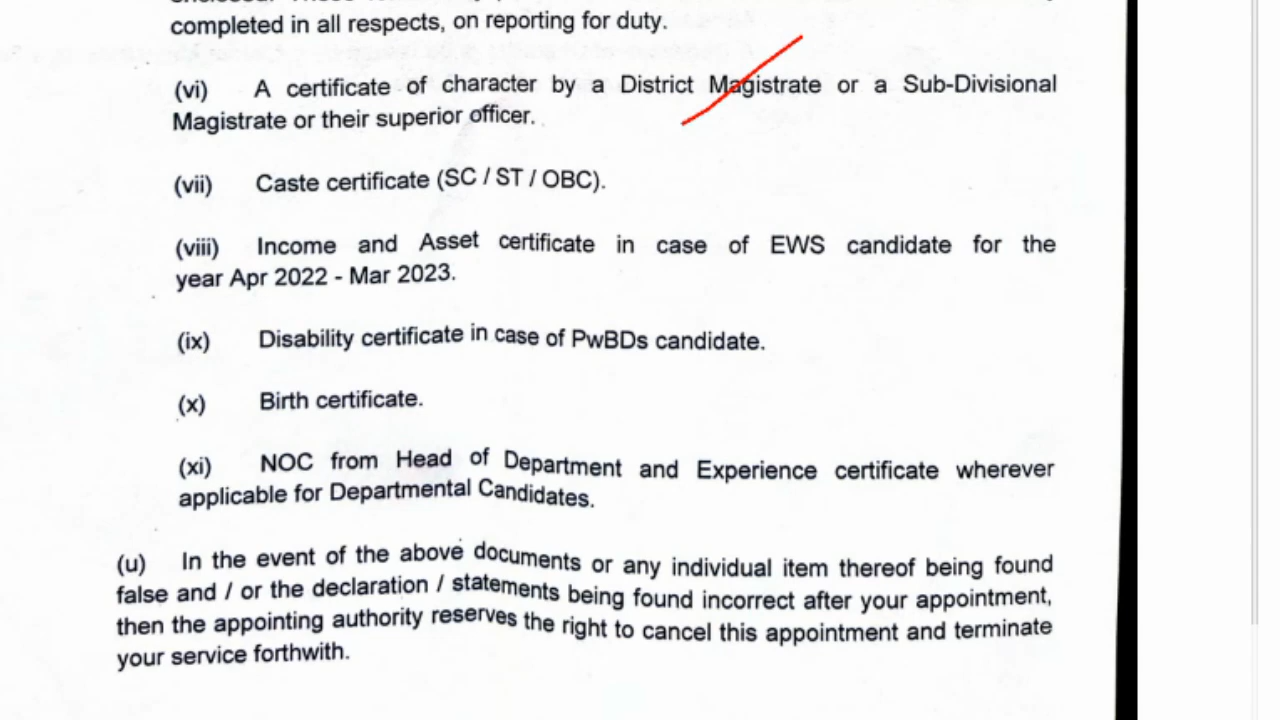 completed in all respects, on reporting for duty.
(vi) A certificate of character by a District Magistrate or a Sub-Divisional
Magistrate or their superior officer.
(vii) Caste certificate (SC / ST / OBC).
(viii) Income and Asset certificate in case of EWS candidate for the
year Apr 2022 - Mar 2023.
(ix) Disability certificate in case of PwBDs candidate.
(x) Birth certificate.
(xi) NOC from Head of Department and Experience certificate wherever
applicable for Departmental Candidates.
(u) In the event of the above documents or any individual item thereof being found
false and / or the declaration / statements being found incorrect after your appointment,
then the appointing authority reserves the right to cancel this appointment and terminate
your service forthwith.